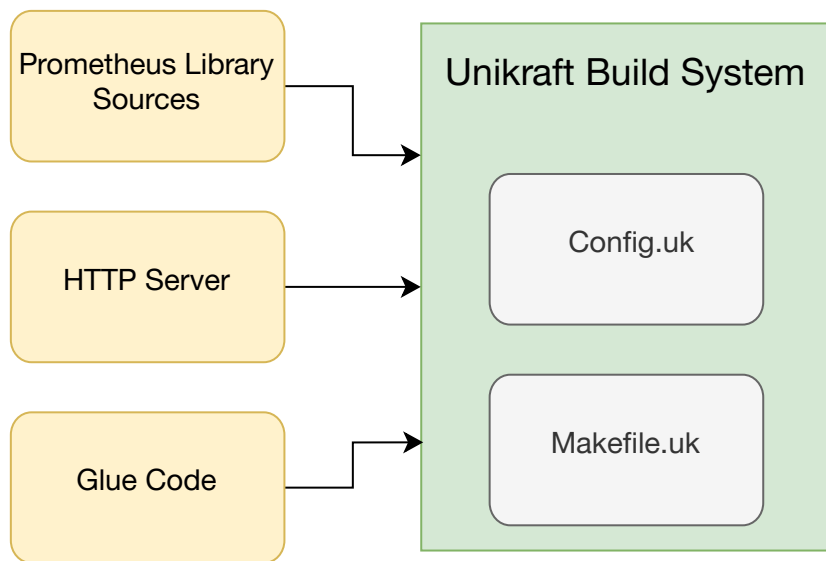 Prometheus Library
Sources
HTTP Server
Glue Code
Unikraft Build System
Config.uk
Makefile.uk